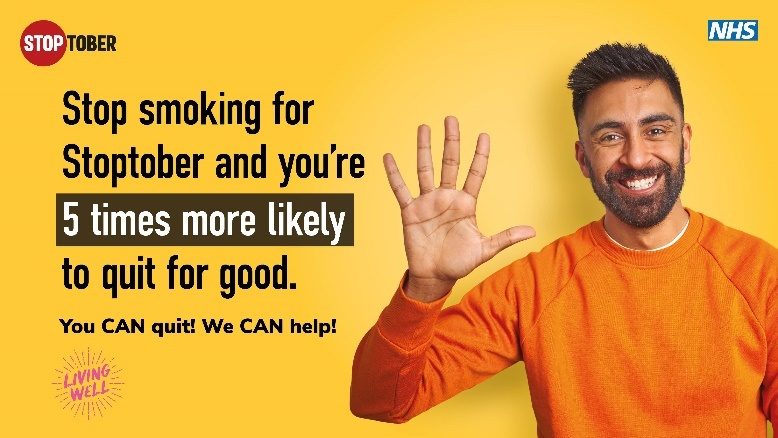 STOPTOBER
NHS
Stop smoking for
Stoptober and you're
5 times more likely
to quit for good.
You CAN quit! We CAN help!
LIVING
WELL